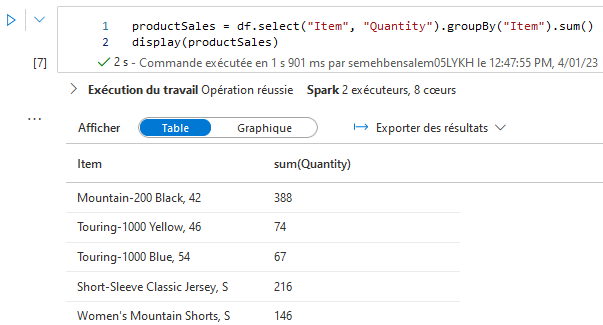 1 productSales = df.select("Item", "Quantity").groupBy("Item").sum()
2 display(productSales)
[7] 2 s - Commande exécutée en 1 s 901 ms par semehbensalem05LYKH le 12:47:55 PM, 4/01/23
Exécution du travail Opération réussie Spark 2 exécuteurs, 8 cœurs
Afficher Table Graphique Exporter des résultats
Item sum(Quantity)
Mountain-200 Black, 42 388
Touring-1000 Yellow, 46 74
Touring-1000 Blue, 54 67
Short-Sleeve Classic Jersey, S 216
Women's Mountain Shorts, S 146